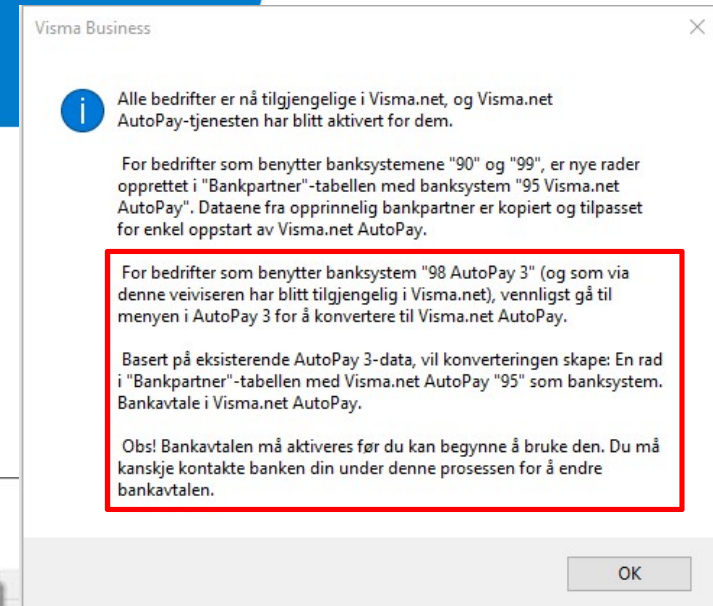 Visma Business
Alle bedrifter er nå tilgjengelige i Visma.net, og Visma.net
AutoPay-tjenesten har blitt aktivert for dem.
For bedrifter som benytter banksystemene "90" og "99", er nye rader
opprettet i "Bankpartner"-tabellen med banksystem "95 Visma.net
AutoPay". Dataene fra opprinnelig bankpartner er kopiert og tilpasset
for enkel oppstart av Visma.net AutoPay.
For bedrifter som benytter banksystem "98 AutoPay 3" (og som via
denne veiviseren har blitt tilgjengelig i Visma.net), vennligst gå til
menyen i AutoPay 3 for å konvertere til Visma.net AutoPay.
Basert på eksisterende AutoPay 3-data, vil konverteringen skape: En rad
i "Bankpartner"-tabellen med Visma.net AutoPay "95" som banksystem.
Bankavtale i Visma.net AutoPay.
Obs! Bankavtalen må aktiveres før du kan begynne å bruke den. Du må
kanskje kontakte banken din under denne prosessen for å endre
bankavtalen.
OK